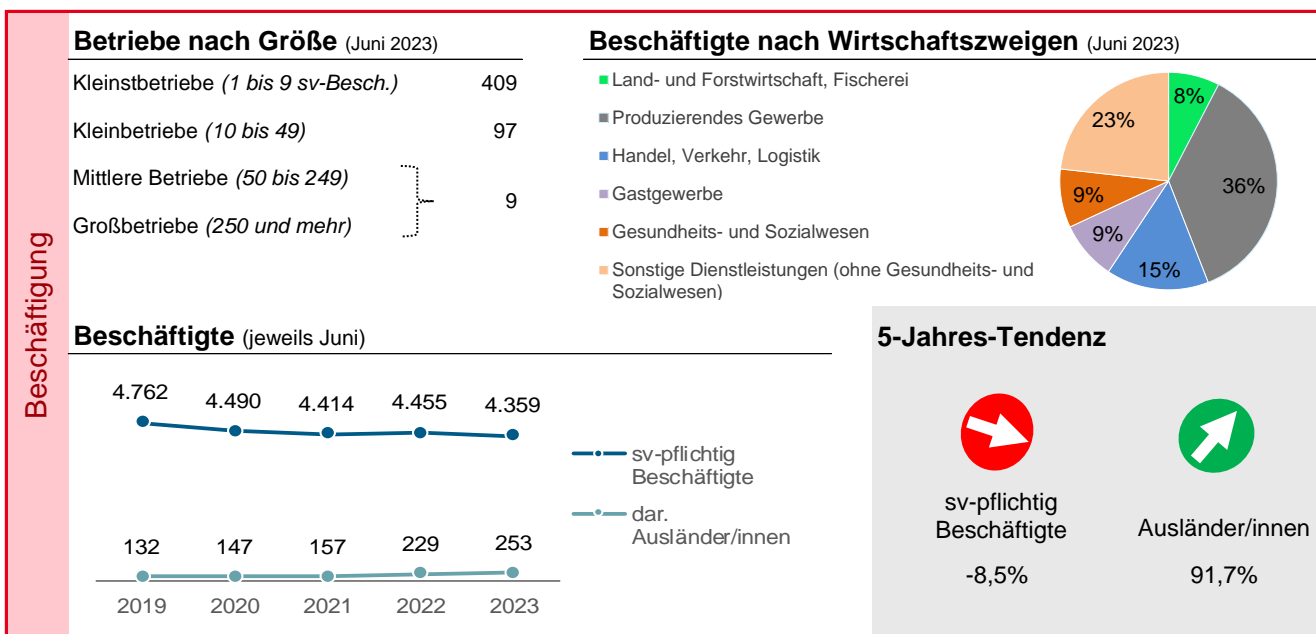 Beschäftigung
Betriebe nach Größe (Juni 2023)
Kleinstbetriebe (1 bis 9 sv-Besch.) 409
Kleinbetriebe (10 bis 49) 97
Mittlere Betriebe (50 bis 249)
9
Großbetriebe (250 und mehr)
Beschäftigte nach Wirtschaftszweigen (Juni 2023)
Land- und Forstwirtschaft, Fischerei
Produzierendes Gewerbe
Handel, Verkehr, Logistik
Gastgewerbe
Gesundheits- und Sozialwesen
Sonstige Dienstleistungen (ohne Gesundheits- und
Sozialwesen)
8%
36%
15%
9%
9%
23%
Beschäftigte (jeweils Juni)
4.762 4.490 4.414 4.455 4.359
132 147 157 229 253
2019 2020 2021 2022 2023
sv-pflichtig
Beschäftigte
dar.
Ausländer/innen
5-Jahres-Tendenz
sv-pflichtig
Beschäftigte
-8,5%
Ausländer/innen
91,7%